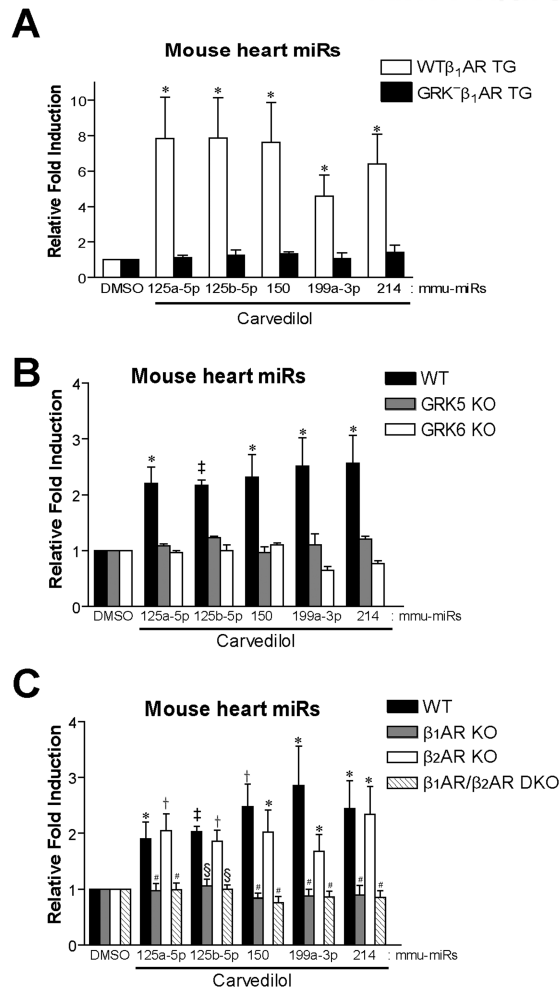 A
Mouse heart miRs
WTβ₁AR TG
GRK⁻β₁AR TG
Relative Fold Induction
10
8
6
4
2
0
* * * * *
DMSO 125a-5p 125b-5p 150 199a-3p 214 : mmu-miRs
Carvedilol
B
Mouse heart miRs
WT
GRK5 KO
GRK6 KO
Relative Fold Induction
4
3
2
1
0
* ‡ * * *
DMSO 125a-5p 125b-5p 150 199a-3p 214 : mmu-miRs
Carvedilol
C
Mouse heart miRs
WT
β₁AR KO
β₂AR KO
β₁AR/β₂AR DKO
Relative Fold Induction
4
3
2
1
0
* † ‡ † † * * * * *
# # § § # # # # # #
DMSO 125a-5p 125b-5p 150 199a-3p 214 : mmu-miRs
Carvedilol